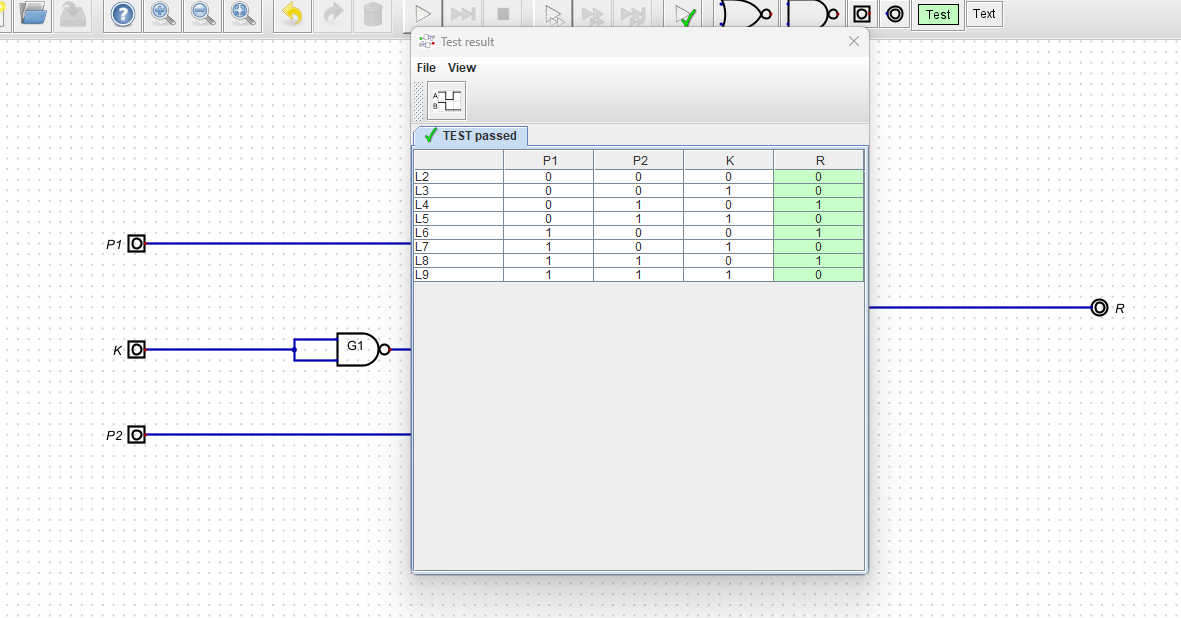 Test Text
Test result
File View
A
B
TEST passed
P1 P2 K R
L2 0 0 0 0
L3 0 0 1 0
L4 0 1 0 1
L5 0 1 1 0
L6 1 0 0 1
L7 1 0 1 0
L8 1 1 0 1
L9 1 1 1 0
P1
R
K
G1
P2